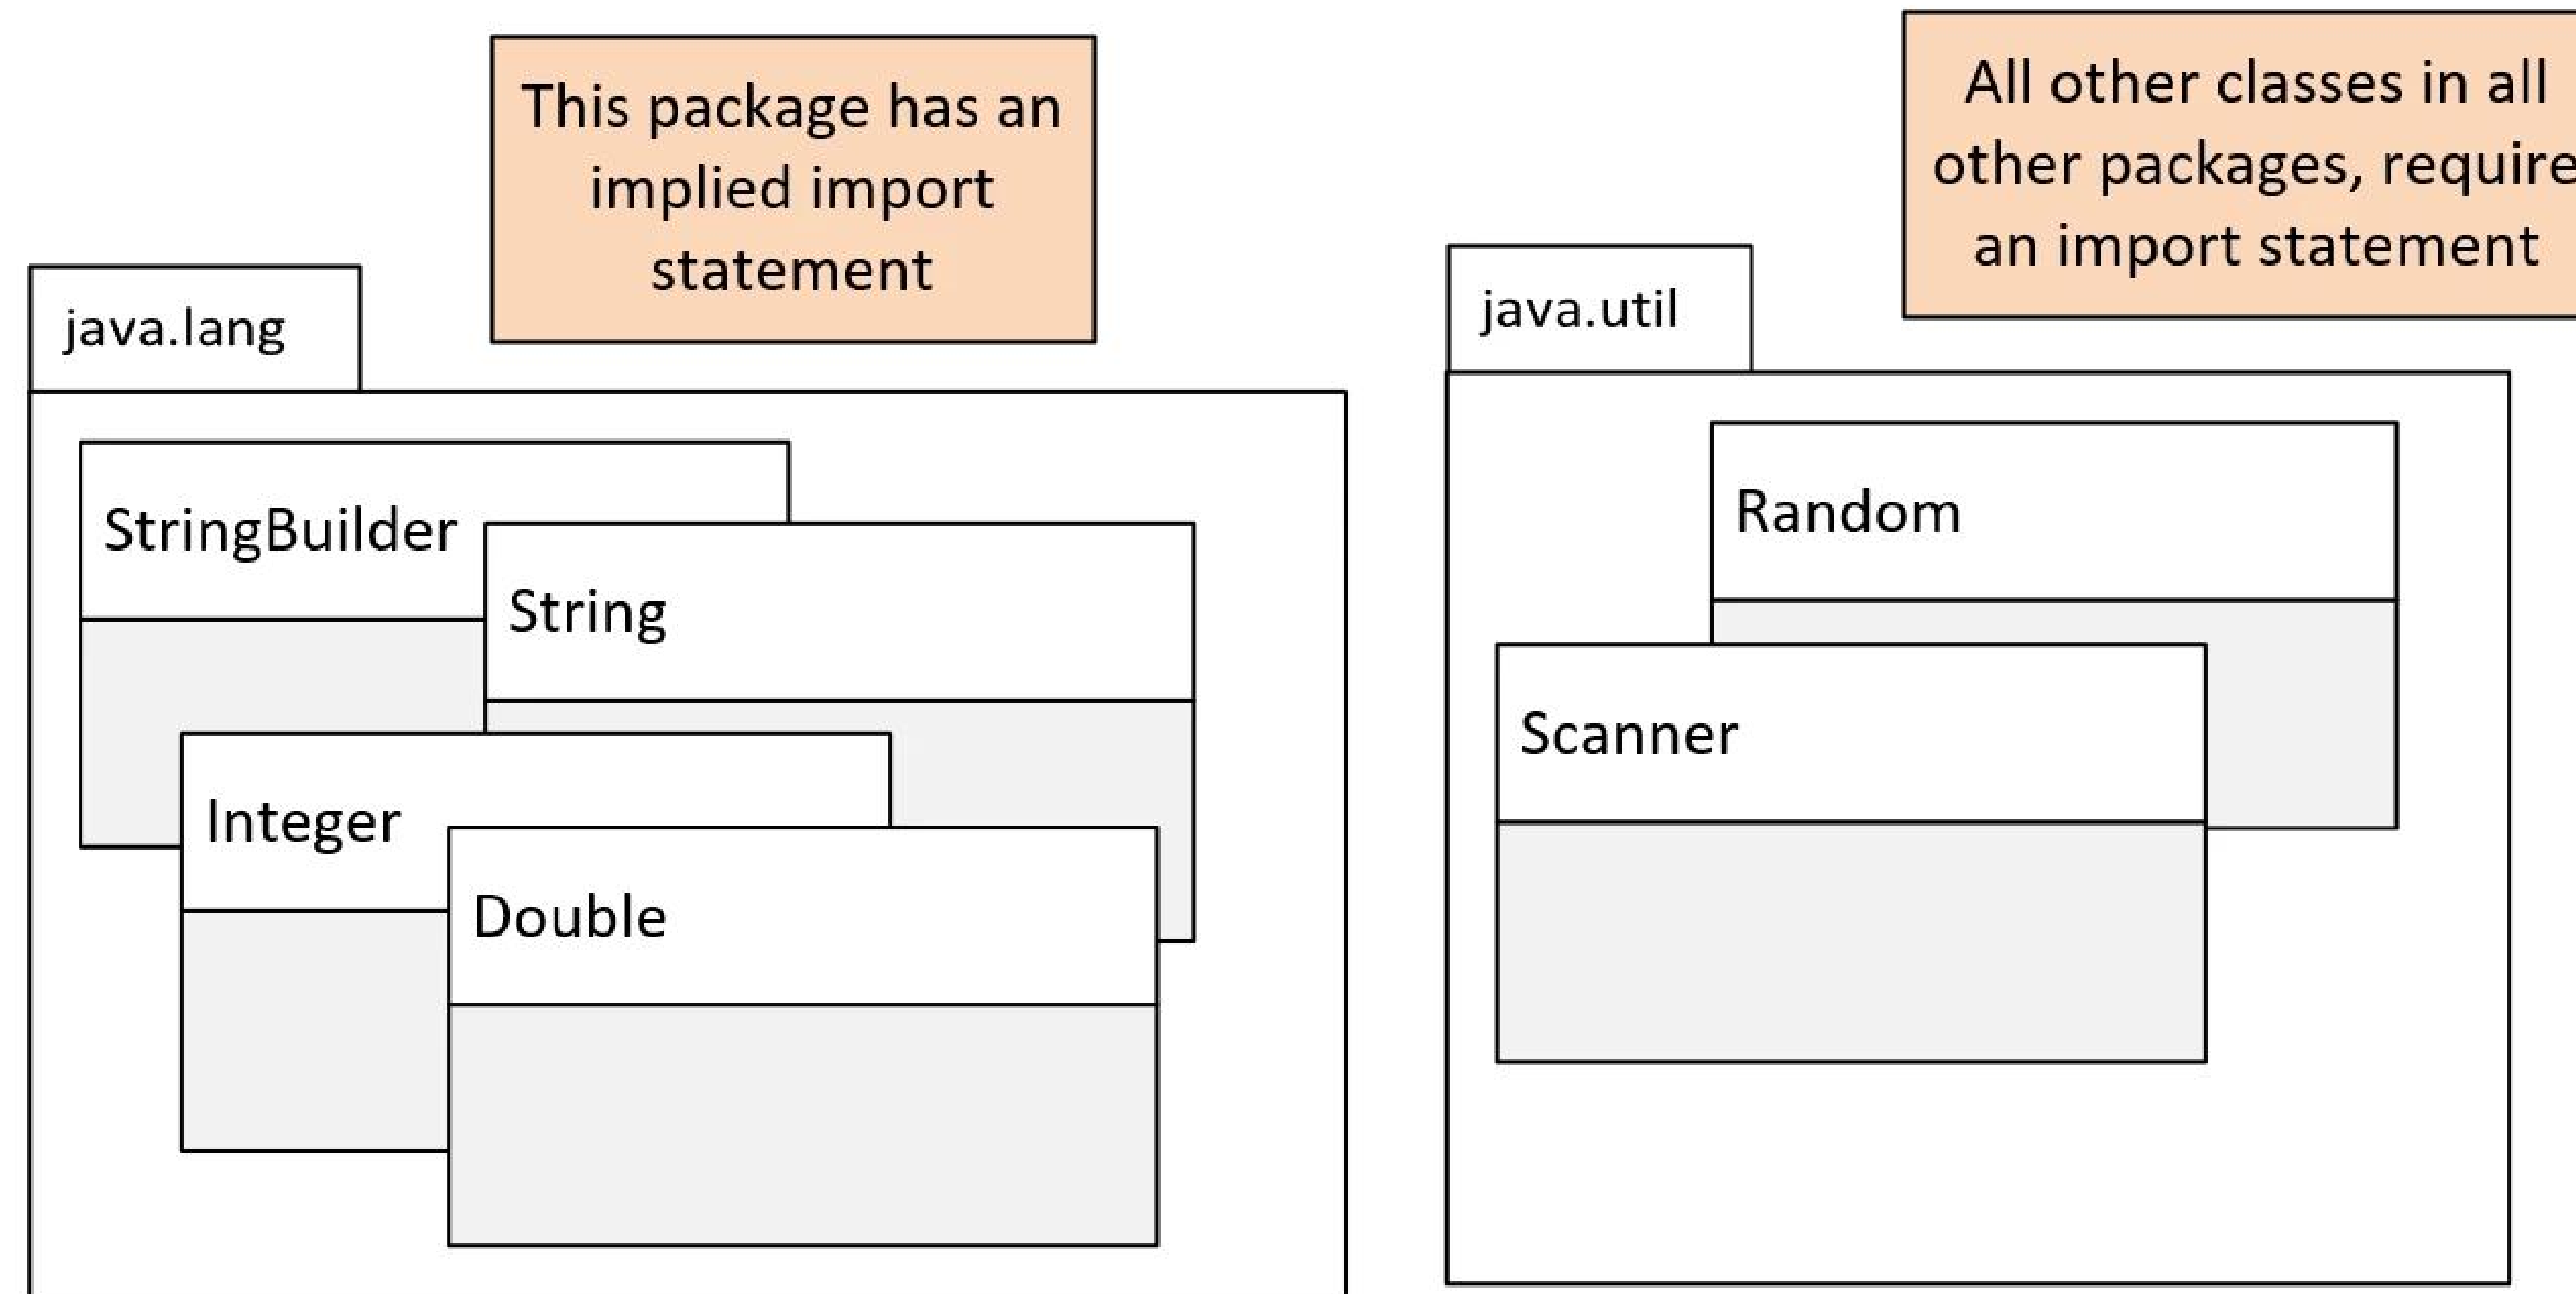 This package has an
implied import
statement
java.lang
StringBuilder
String
Integer
Double
All other classes in all
other packages, require
an import statement
java.util
Random
Scanner